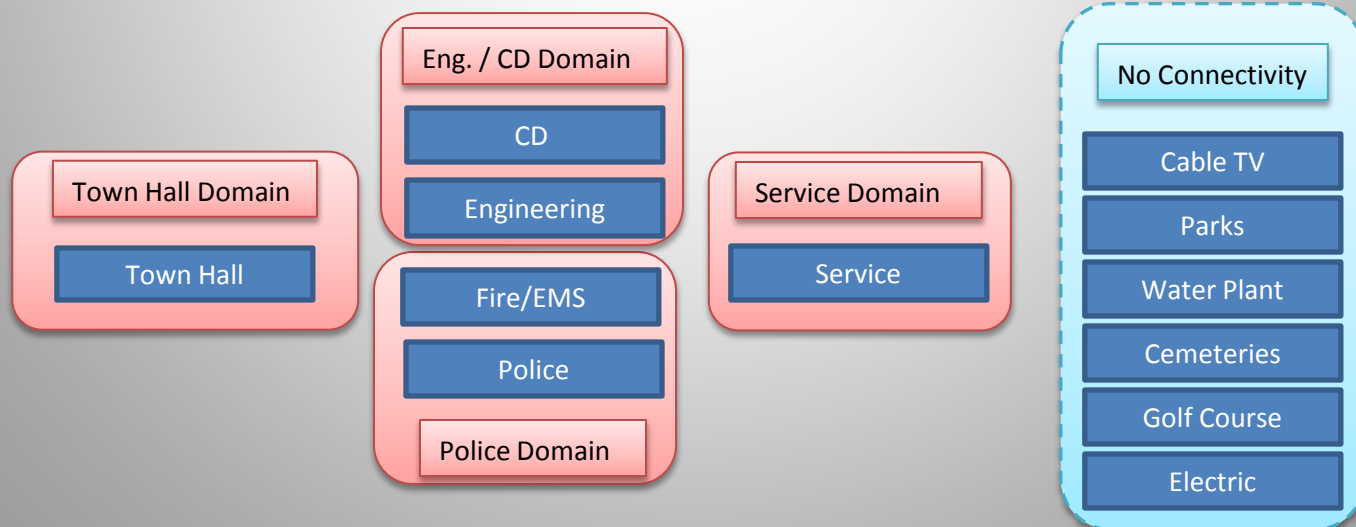 Town Hall Domain
Town Hall
Eng. / CD Domain
CD
Engineering
Fire/EMS
Police
Police Domain
Service Domain
Service
No Connectivity
Cable TV
Parks
Water Plant
Cemeteries
Golf Course
Electric